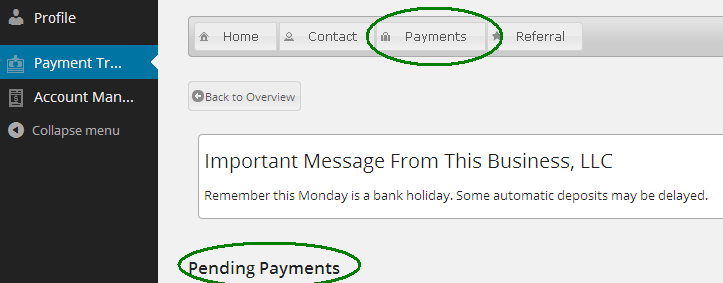 Profile
Payment Tr...
Account Man...
Collapse menu
Home Contact Payments Referral
Back to Overview
Important Message From This Business, LLC
Remember this Monday is a bank holiday. Some automatic deposits may be delayed.
Pending Payments